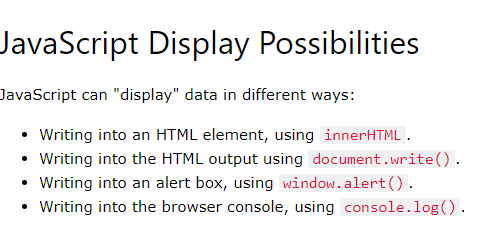 JavaScript Display Possibilities
JavaScript can "display" data in different ways:
• Writing into an HTML element, using innerHTML.
• Writing into the HTML output using document.write().
• Writing into an alert box, using window.alert().
• Writing into the browser console, using console.log().